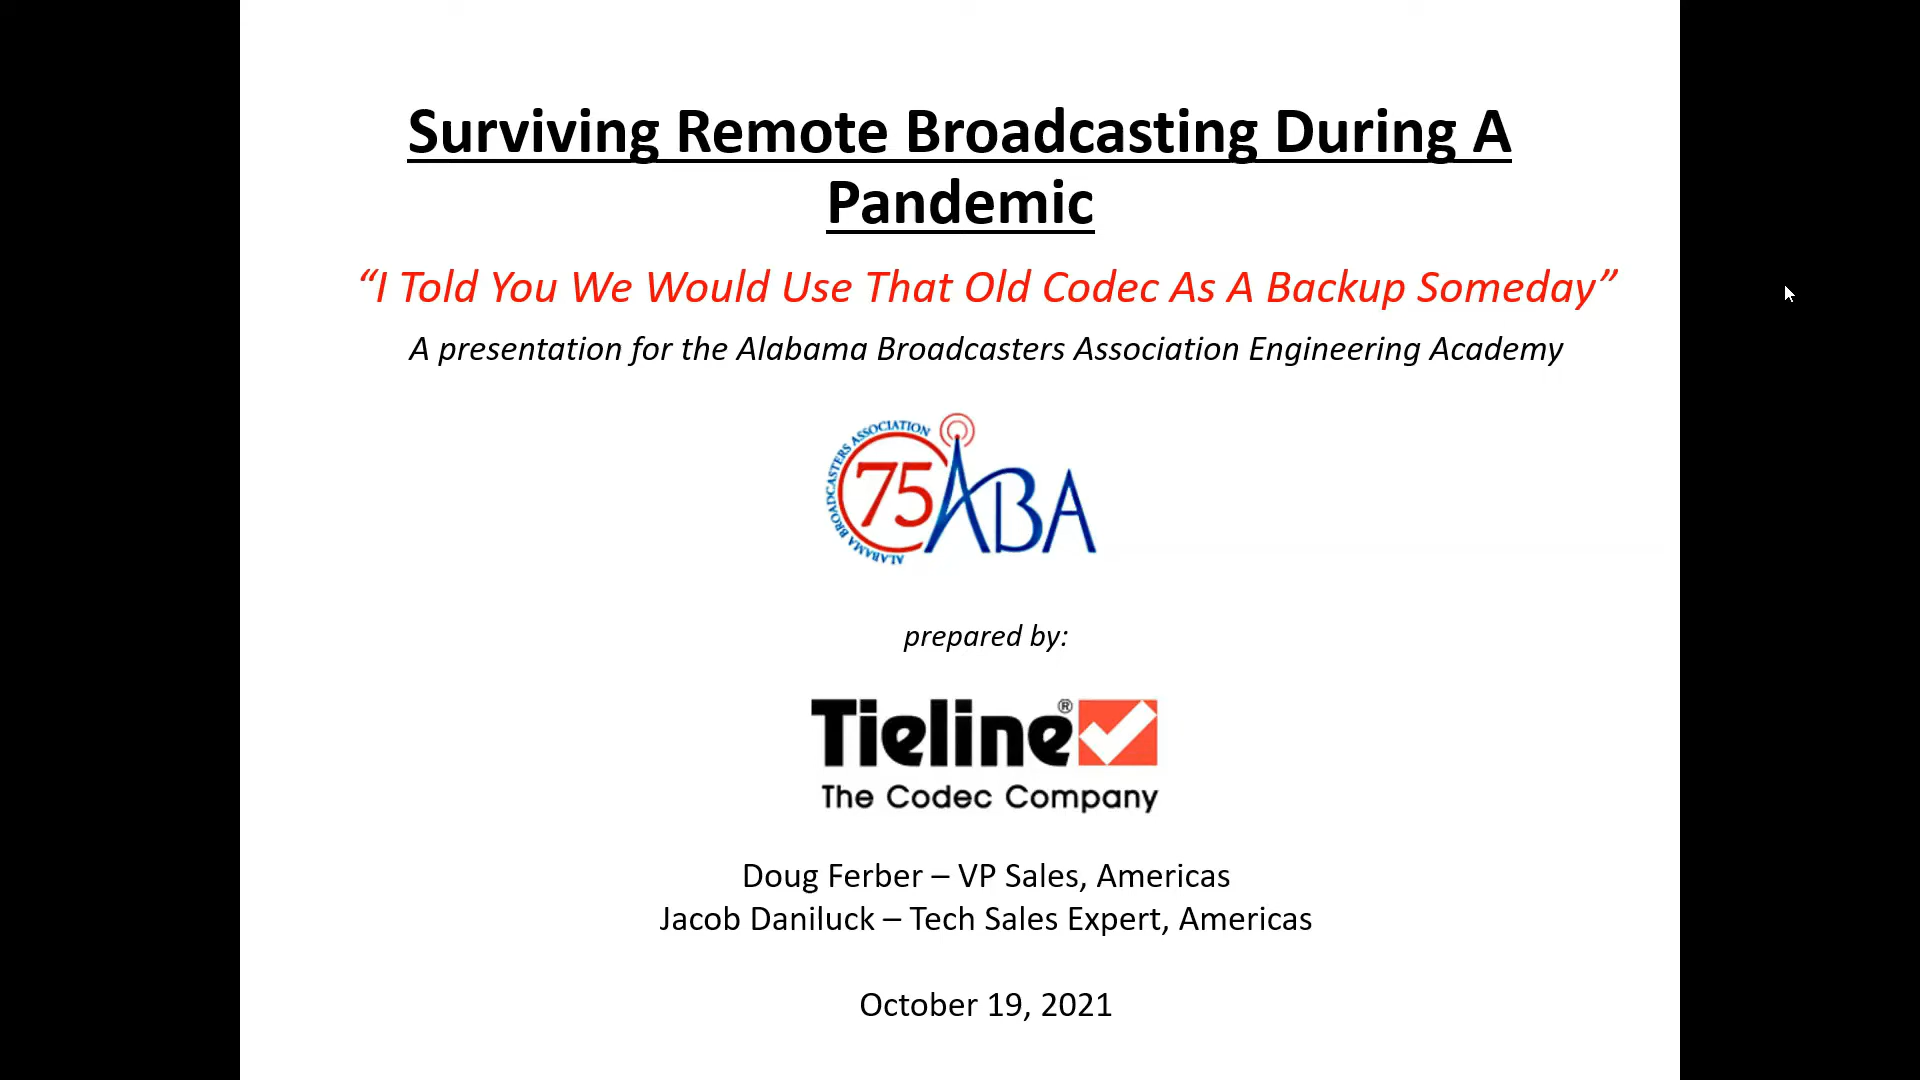 Surviving Remote Broadcasting During A
Pandemic
“I Told You We Would Use That Old Codec As A Backup Someday”
A presentation for the Alabama Broadcasters Association Engineering Academy
ALABAMA BROADCASTERS ASSOCIATION
75
ABA
prepared by:
Tieline®
The Codec Company
Doug Ferber – VP Sales, Americas
Jacob Daniluck – Tech Sales Expert, Americas
October 19, 2021